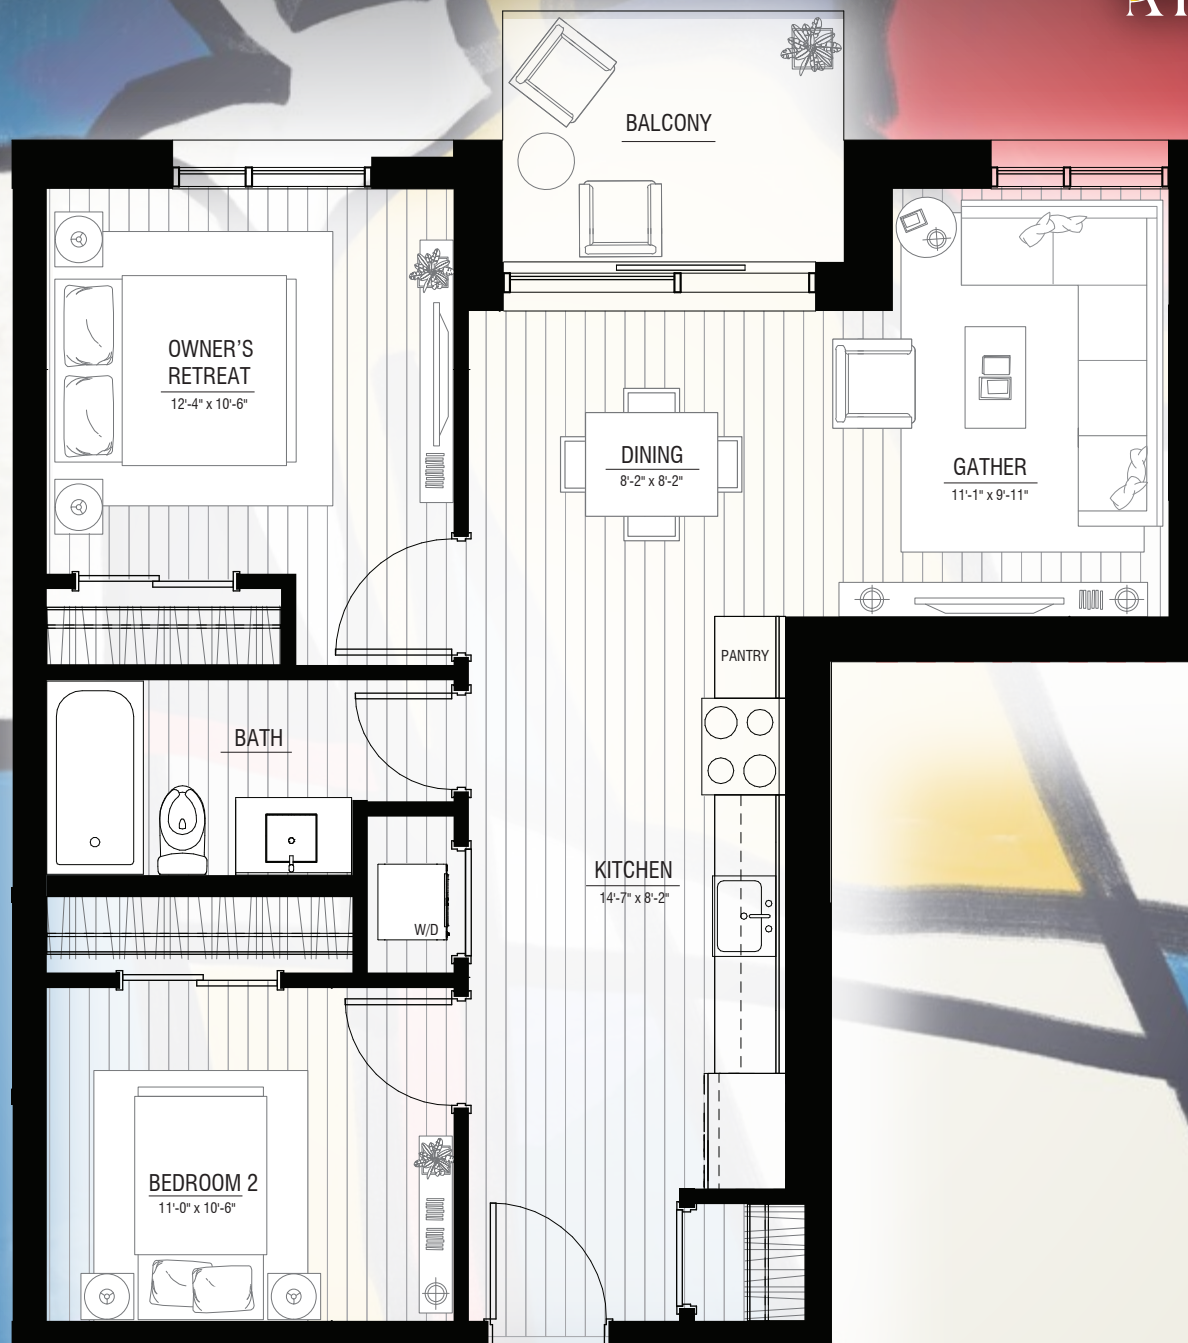 BALCONY
OWNER'S
RETREAT
12'-4" x 10'-6"
DINING
8'-2" x 8'-2"
GATHER
11'-1" x 9'-11"
PANTRY
BATH
KITCHEN
14'-7" x 8'-2"
W/D
BEDROOM 2
11'-0" x 10'-6"